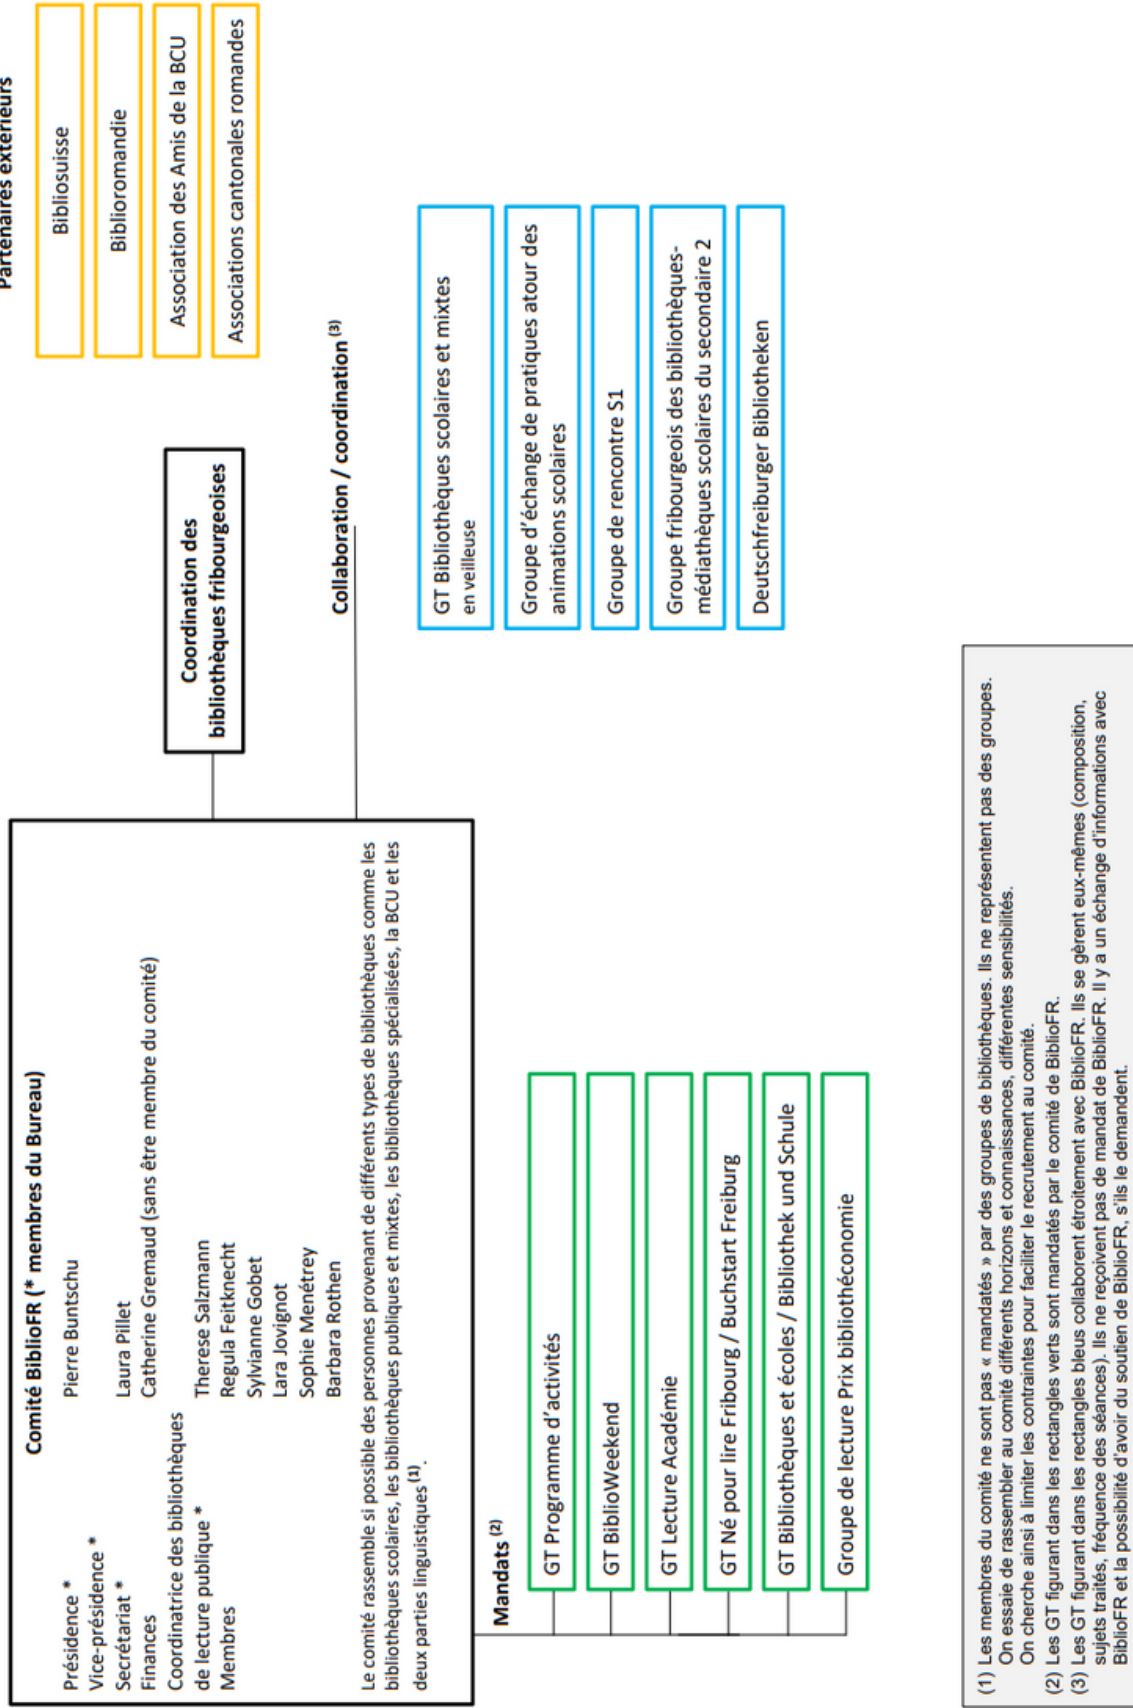 Partenaires extérieurs
Bibliosuisse
Biblioromandie
Association des Amis de la BCU
Associations cantonales romandes
Comité BiblioFR (* membres du Bureau)
Présidence * Pierre Buntschu
Vice-présidence *
Secrétariat * Laura Pillet
Finances Catherine Gremaud (sans être membre du comité)
Coordinatrice des bibliothèques
de lecture publique * Therese Salzmann
Membres Regula Feitknecht
Sylvianne Gobet
Lara Jovignot
Sophie Menétrey
Barbara Rothen
Le comité rassemble si possible des personnes provenant de différents types de bibliothèques comme les
bibliothèques scolaires, les bibliothèques publiques et mixtes, les bibliothèques spécialisées, la BCU et les
deux parties linguistiques (1).
Coordination des
bibliothèques fribourgeoises
Collaboration / coordination (3)
GT Bibliothèques scolaires et mixtes
en veilleuse
Groupe d'échange de pratiques atour des
animations scolaires
Groupe de rencontre S1
Groupe fribourgeois des bibliothèques-
médiathèques scolaires du secondaire 2
Deutschfreiburger Bibliotheken
Mandats (2)
GT Programme d'activités
GT BiblioWeekend
GT Lecture Académie
GT Né pour lire Fribourg / Buchstart Freiburg
GT Bibliothèques et écoles / Bibliothek und Schule
Groupe de lecture Prix bibliothéconomie
(1) Les membres du comité ne sont pas « mandatés » par des groupes de bibliothèques. Ils ne représentent pas des groupes.
On essaie de rassembler au comité différents horizons et connaissances, différentes sensibilités.
On cherche ainsi à limiter les contraintes pour faciliter le recrutement au comité.
(2) Les GT figurant dans les rectangles verts sont mandatés par le comité de BiblioFR.
(3) Les GT figurant dans les rectangles bleus collaborent étroitement avec BiblioFR. Ils se gèrent eux-mêmes (composition,
sujets traités, fréquence des séances). Ils ne reçoivent pas de mandat de BiblioFR. Il y a un échange d'informations avec
BiblioFR et la possibilité d'avoir du soutien de BiblioFR, s'ils le demandent.